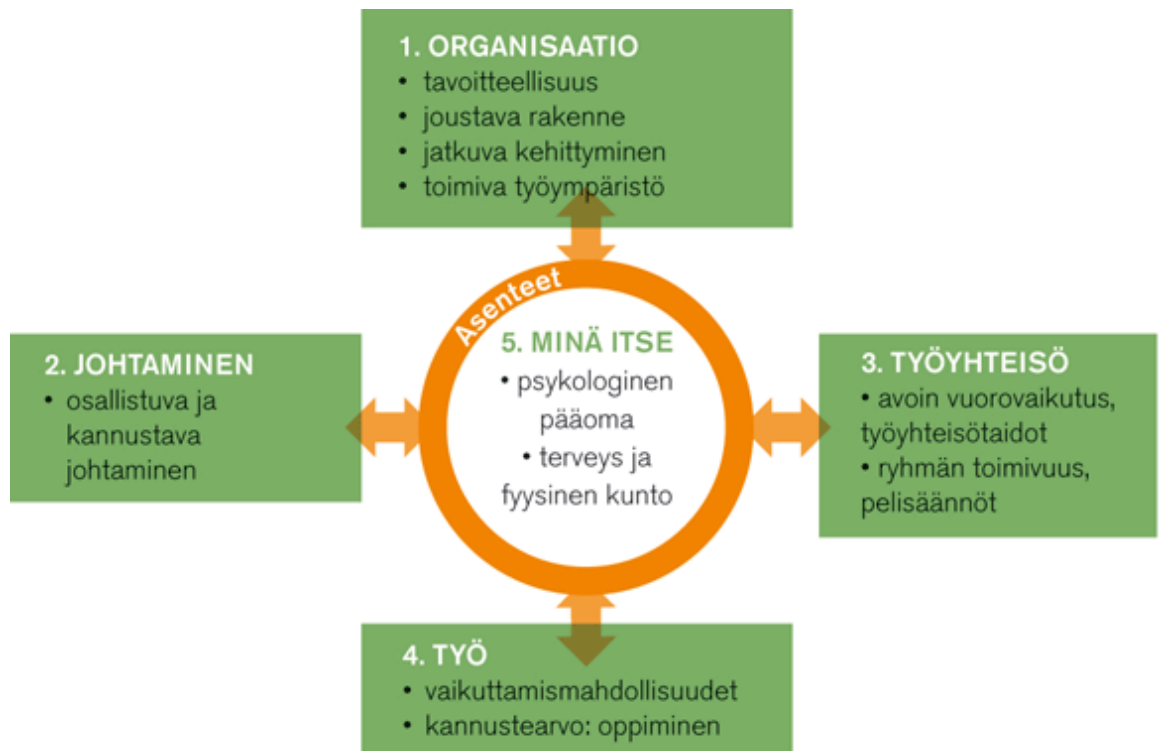 1. ORGANISAATIO
• tavoitteellisuus
• joustava rakenne
• jatkuva kehittyminen
• toimiva työympäristö
Asenteet
2. JOHTAMINEN
• osallistuva ja
kannustava
johtaminen
5. MINÄ ITSE
• psykologinen
pääoma
• terveys ja
fyysinen kunto
3. TYÖYHTEISÖ
• avoin vuorovaikutus,
työyhteisötaidot
• ryhmän toimivuus,
pelisäännöt
4. TYÖ
• vaikuttamismahdollisuudet
• kannustearvo: oppiminen